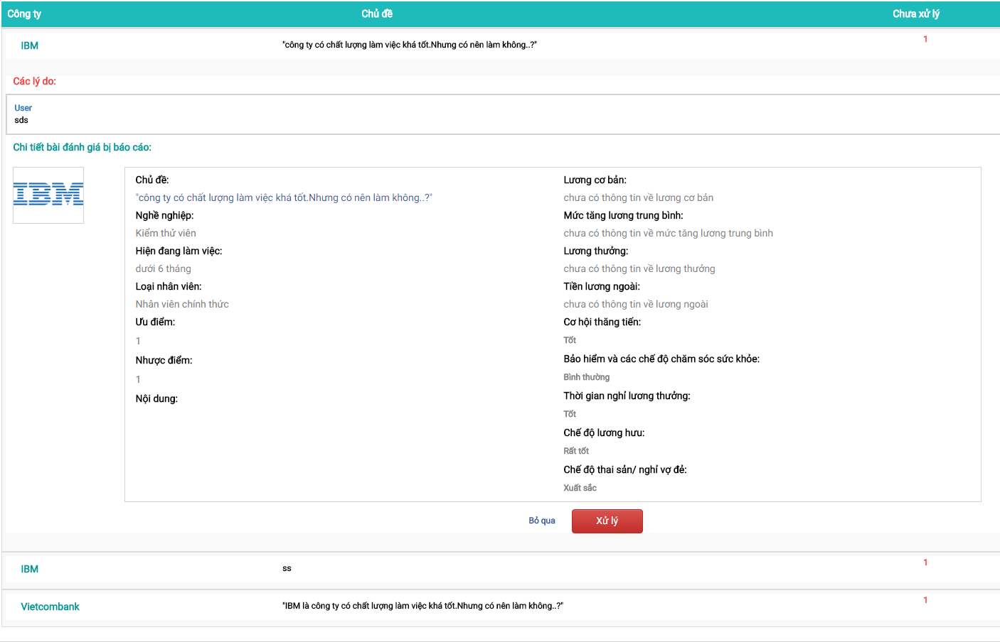 Công ty Chủ đề Chưa xử lý
IBM "công ty có chất lượng làm việc khá tốt.Nhưng có nên làm không..?" 1
Các lý do:
User
sds
Chi tiết bài đánh giá bị báo cáo:
IBM
Chủ đề:
"công ty có chất lượng làm việc khá tốt.Nhưng có nên làm không..?"
Nghề nghiệp:
Kiểm thử viên
Hiện đang làm việc:
dưới 6 tháng
Loại nhân viên:
Nhân viên chính thức
Ưu điểm:
1
Nhược điểm:
1
Nội dung:
Lương cơ bản:
chưa có thông tin về lương cơ bản
Mức tăng lương trung bình:
chưa có thông tin về mức tăng lương trung bình
Lương thưởng:
chưa có thông tin về lương thưởng
Tiền lương ngoài:
chưa có thông tin về lương ngoài
Cơ hội thăng tiến:
Tốt
Bảo hiểm và các chế độ chăm sóc sức khỏe:
Bình thường
Thời gian nghỉ lương thưởng:
Tốt
Chế độ lương hưu:
Rất tốt
Chế độ thai sản/ nghỉ vợ đẻ:
Xuất sắc
Bỏ qua Xử lý
IBM ss 1
Vietcombank "IBM là công ty có chất lượng làm việc khá tốt.Nhưng có nên làm không..?" 1